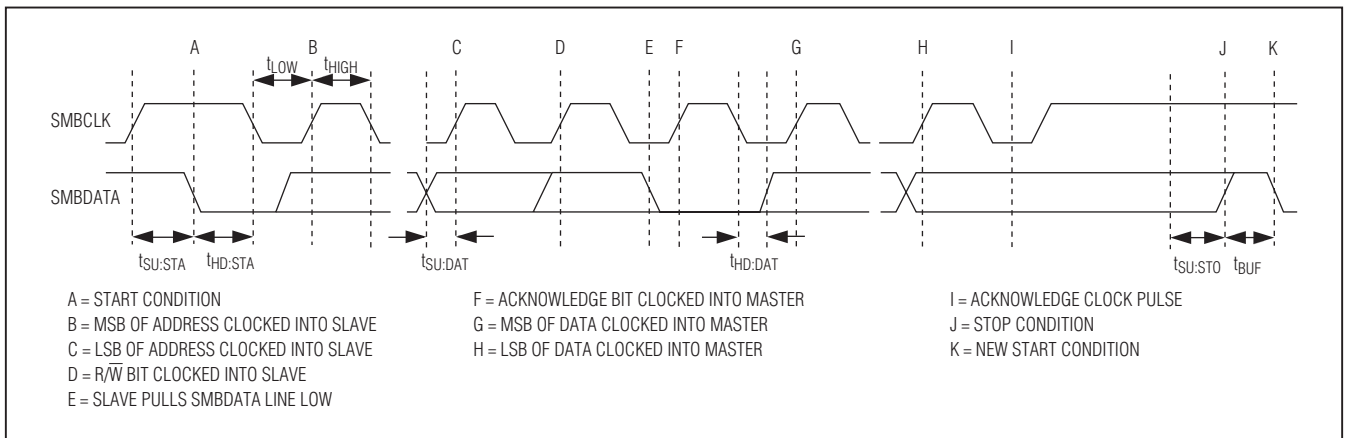 A B C D E F G H I J K
tLOW tHIGH
SMBCLK
SMBDATA
tSU:STA tHD:STA tSU:DAT tHD:DAT tSU:STO tBUF
A = START CONDITION
B = MSB OF ADDRESS CLOCKED INTO SLAVE
C = LSB OF ADDRESS CLOCKED INTO SLAVE
D = R/W̅ BIT CLOCKED INTO SLAVE
E = SLAVE PULLS SMBDATA LINE LOW
F = ACKNOWLEDGE BIT CLOCKED INTO MASTER
G = MSB OF DATA CLOCKED INTO MASTER
H = LSB OF DATA CLOCKED INTO MASTER
I = ACKNOWLEDGE CLOCK PULSE
J = STOP CONDITION
K = NEW START CONDITION